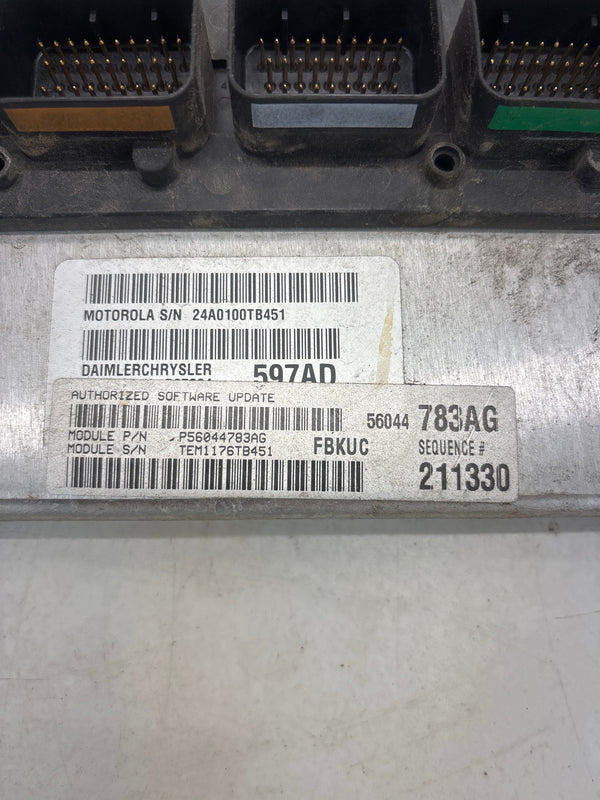 MOTOROLA S/N 24A0100TB451
DAIMLERCHRYSLER 597AD
AUTHORIZED SOFTWARE UPDATE
56044 783AG
MODULE P/N P56044783AG FBKUC SEQUENCE #
MODULE S/N TEM1176TB451
211330